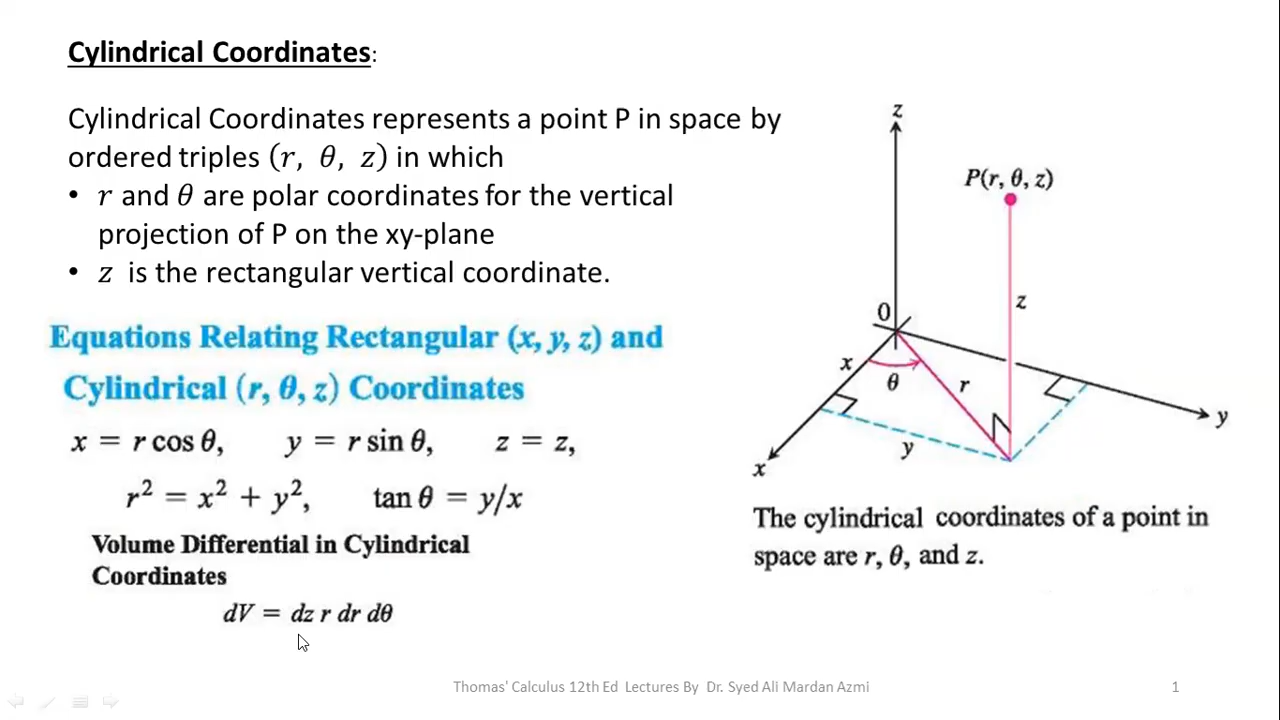 Cylindrical Coordinates:
Cylindrical Coordinates represents a point P in space by
ordered triples (r, θ, z) in which
• r and θ are polar coordinates for the vertical
projection of P on the xy-plane
• z is the rectangular vertical coordinate.
Equations Relating Rectangular (x, y, z) and
Cylindrical (r, θ, z) Coordinates
x = r cos θ, y = r sin θ, z = z,
r² = x² + y², tan θ = y/x
Volume Differential in Cylindrical
Coordinates
dV = dz r dr dθ
z
P(r, θ, z)
z
0
x
θ
r
y
y
x
The cylindrical coordinates of a point in
space are r, θ, and z.
Thomas' Calculus 12th Ed Lectures By Dr. Syed Ali Mardan Azmi
1